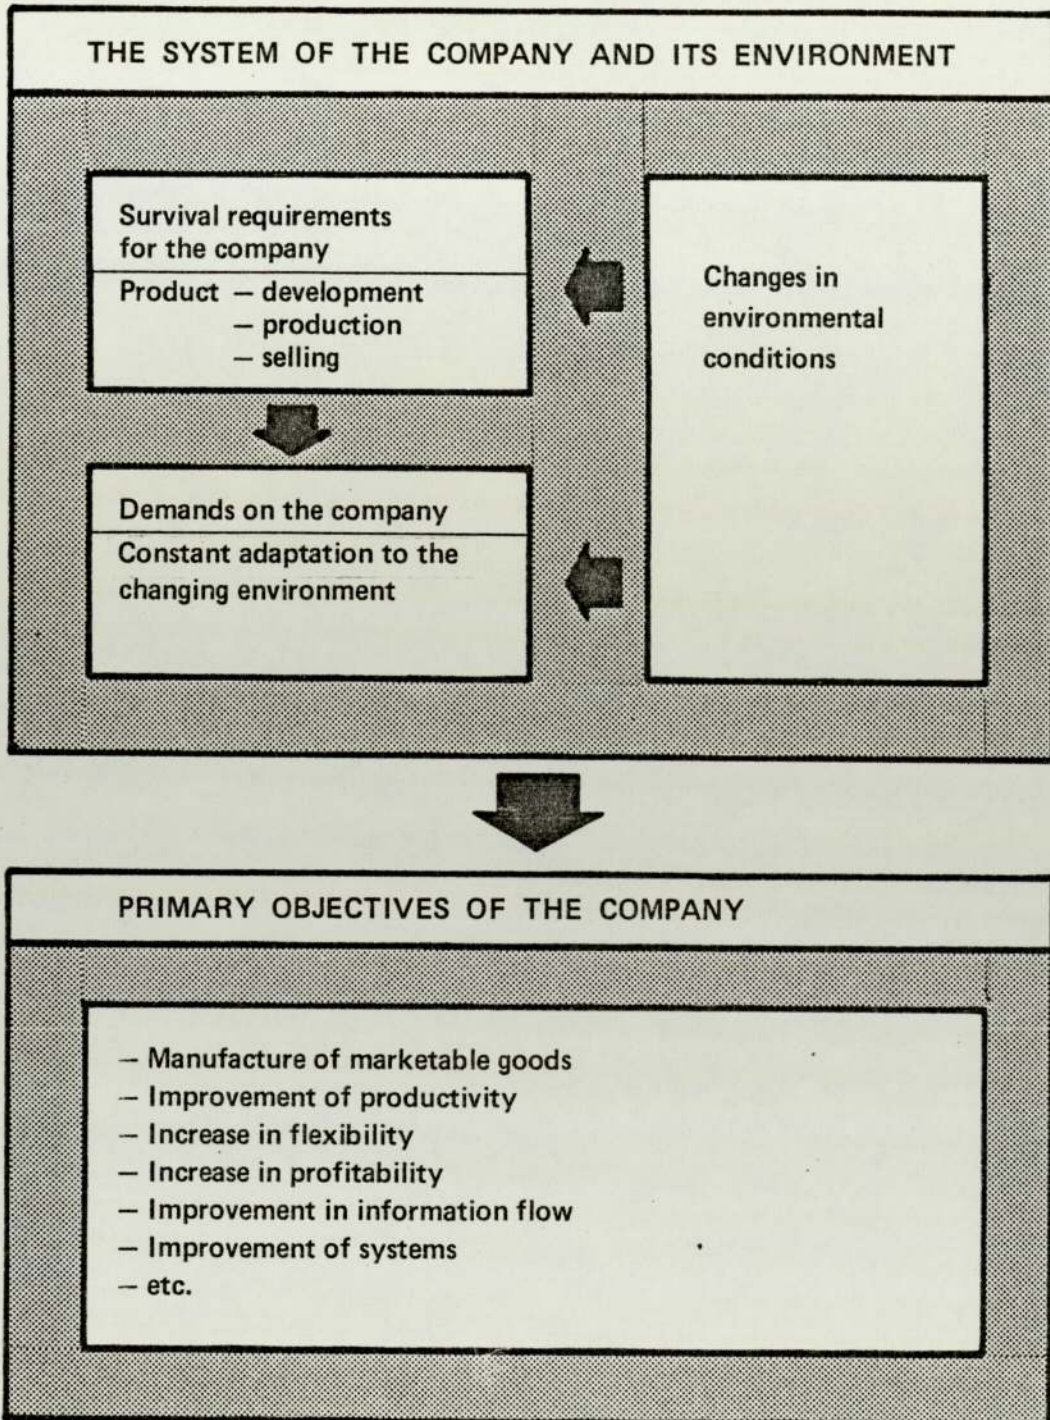 THE SYSTEM OF THE COMPANY AND ITS ENVIRONMENT
Survival requirements
for the company
Product — development
— production
— selling
Demands on the company
Constant adaptation to the
changing environment
Changes in
environmental
conditions
PRIMARY OBJECTIVES OF THE COMPANY
— Manufacture of marketable goods
— Improvement of productivity
— Increase in flexibility
— Increase in profitability
— Improvement in information flow
— Improvement of systems
— etc.